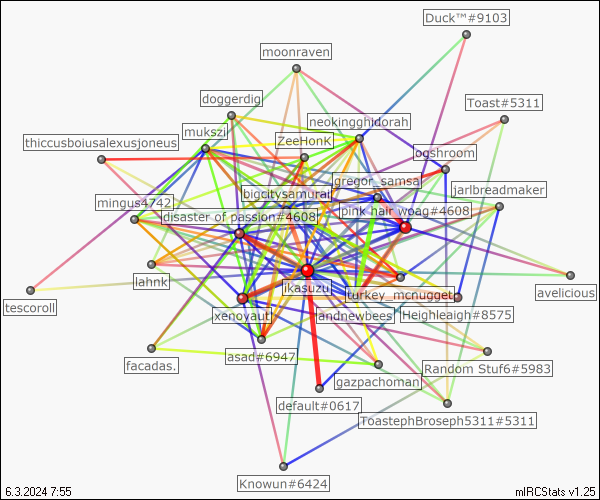 Duck™#9103
moonraven
doggerdig
Toast#5311
neokingghidorah
mukszi
thiccusboiusalexusjoneus
ZeeHonK
ogshroom
gregor_samsa
jarlbreadmaker
bigcitysamurai
mingus4742
disaster of passion#4608
pink hair woag#4608
lahnk
ikasuzu
turkey_mcnugget
avelicious
tescoroll
xenoyaut
andnewbees
Heighleaigh#8575
asad#6947
facadas.
Random Stuf6#5983
gazpachoman
default#0617
ToastephBroseph5311#5311
Knowun#6424
6.3.2024 7:55
mIRCStats v1.25